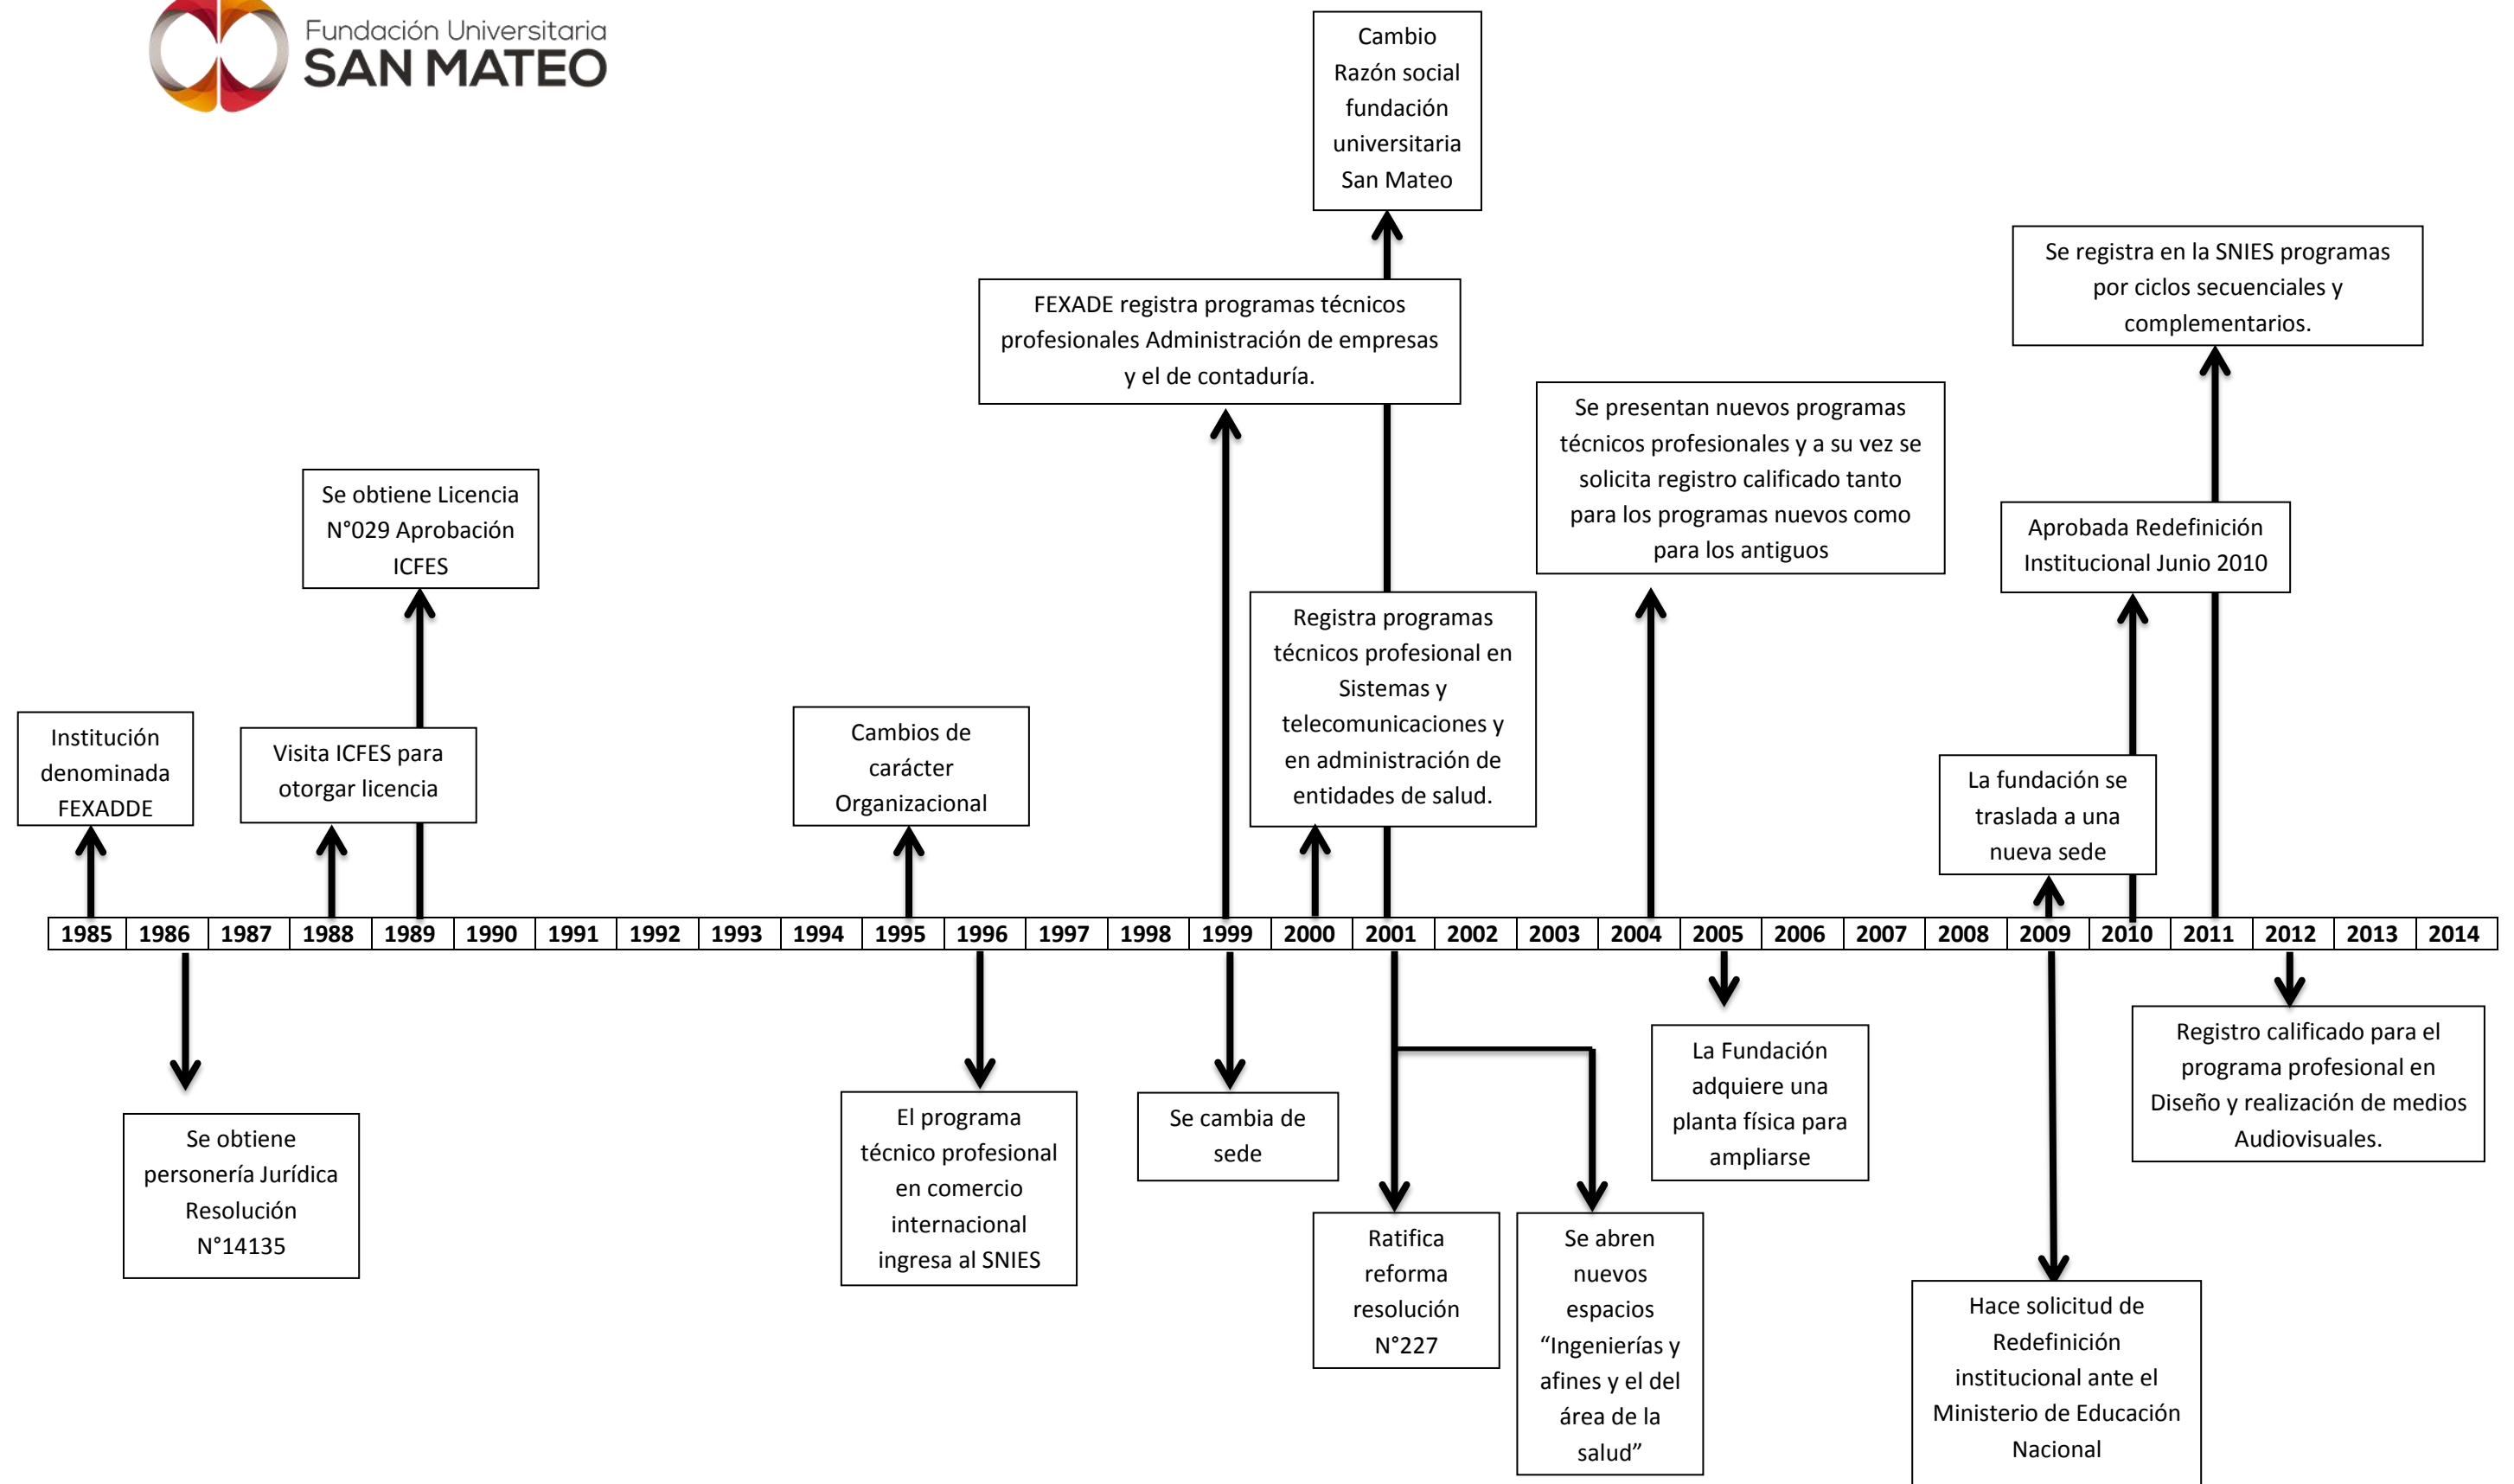 Fundación Universitaria
SAN MATEO
Cambio
Razón social
fundación
universitaria
San Mateo
Se registra en la SNIES programas
por ciclos secuenciales y
complementarios.
FEXADE registra programas técnicos
profesionales Administración de empresas
y el de contaduría.
Se presentan nuevos programas
técnicos profesionales y a su vez se
solicita registro calificado tanto
para los programas nuevos como
para los antiguos
Se obtiene Licencia
N°029 Aprobación
ICFES
Aprobada Redefinición
Institucional Junio 2010
Registra programas
técnicos profesional en
Sistemas y
telecomunicaciones y
en administración de
entidades de salud.
Institución
denominada
FEXADDE
Visita ICFES para
otorgar licencia
Cambios de
carácter
Organizacional
La fundación se
traslada a una
nueva sede
1985 1986 1987 1988 1989 1990 1991 1992 1993 1994 1995 1996 1997 1998 1999 2000 2001 2002 2003 2004 2005 2006 2007 2008 2009 2010 2011 2012 2013 2014
Se obtiene
personería Jurídica
Resolución
N°14135
El programa
técnico profesional
en comercio
internacional
ingresa al SNIES
Se cambia de
sede
Ratifica
reforma
resolución
N°227
Se abren
nuevos
espacios
“Ingenierías y
afines y el del
área de la
salud”
La Fundación
adquiere una
planta física para
ampliarse
Hace solicitud de
Redefinición
institucional ante el
Ministerio de Educación
Nacional
Registro calificado para el
programa profesional en
Diseño y realización de medios
Audiovisuales.